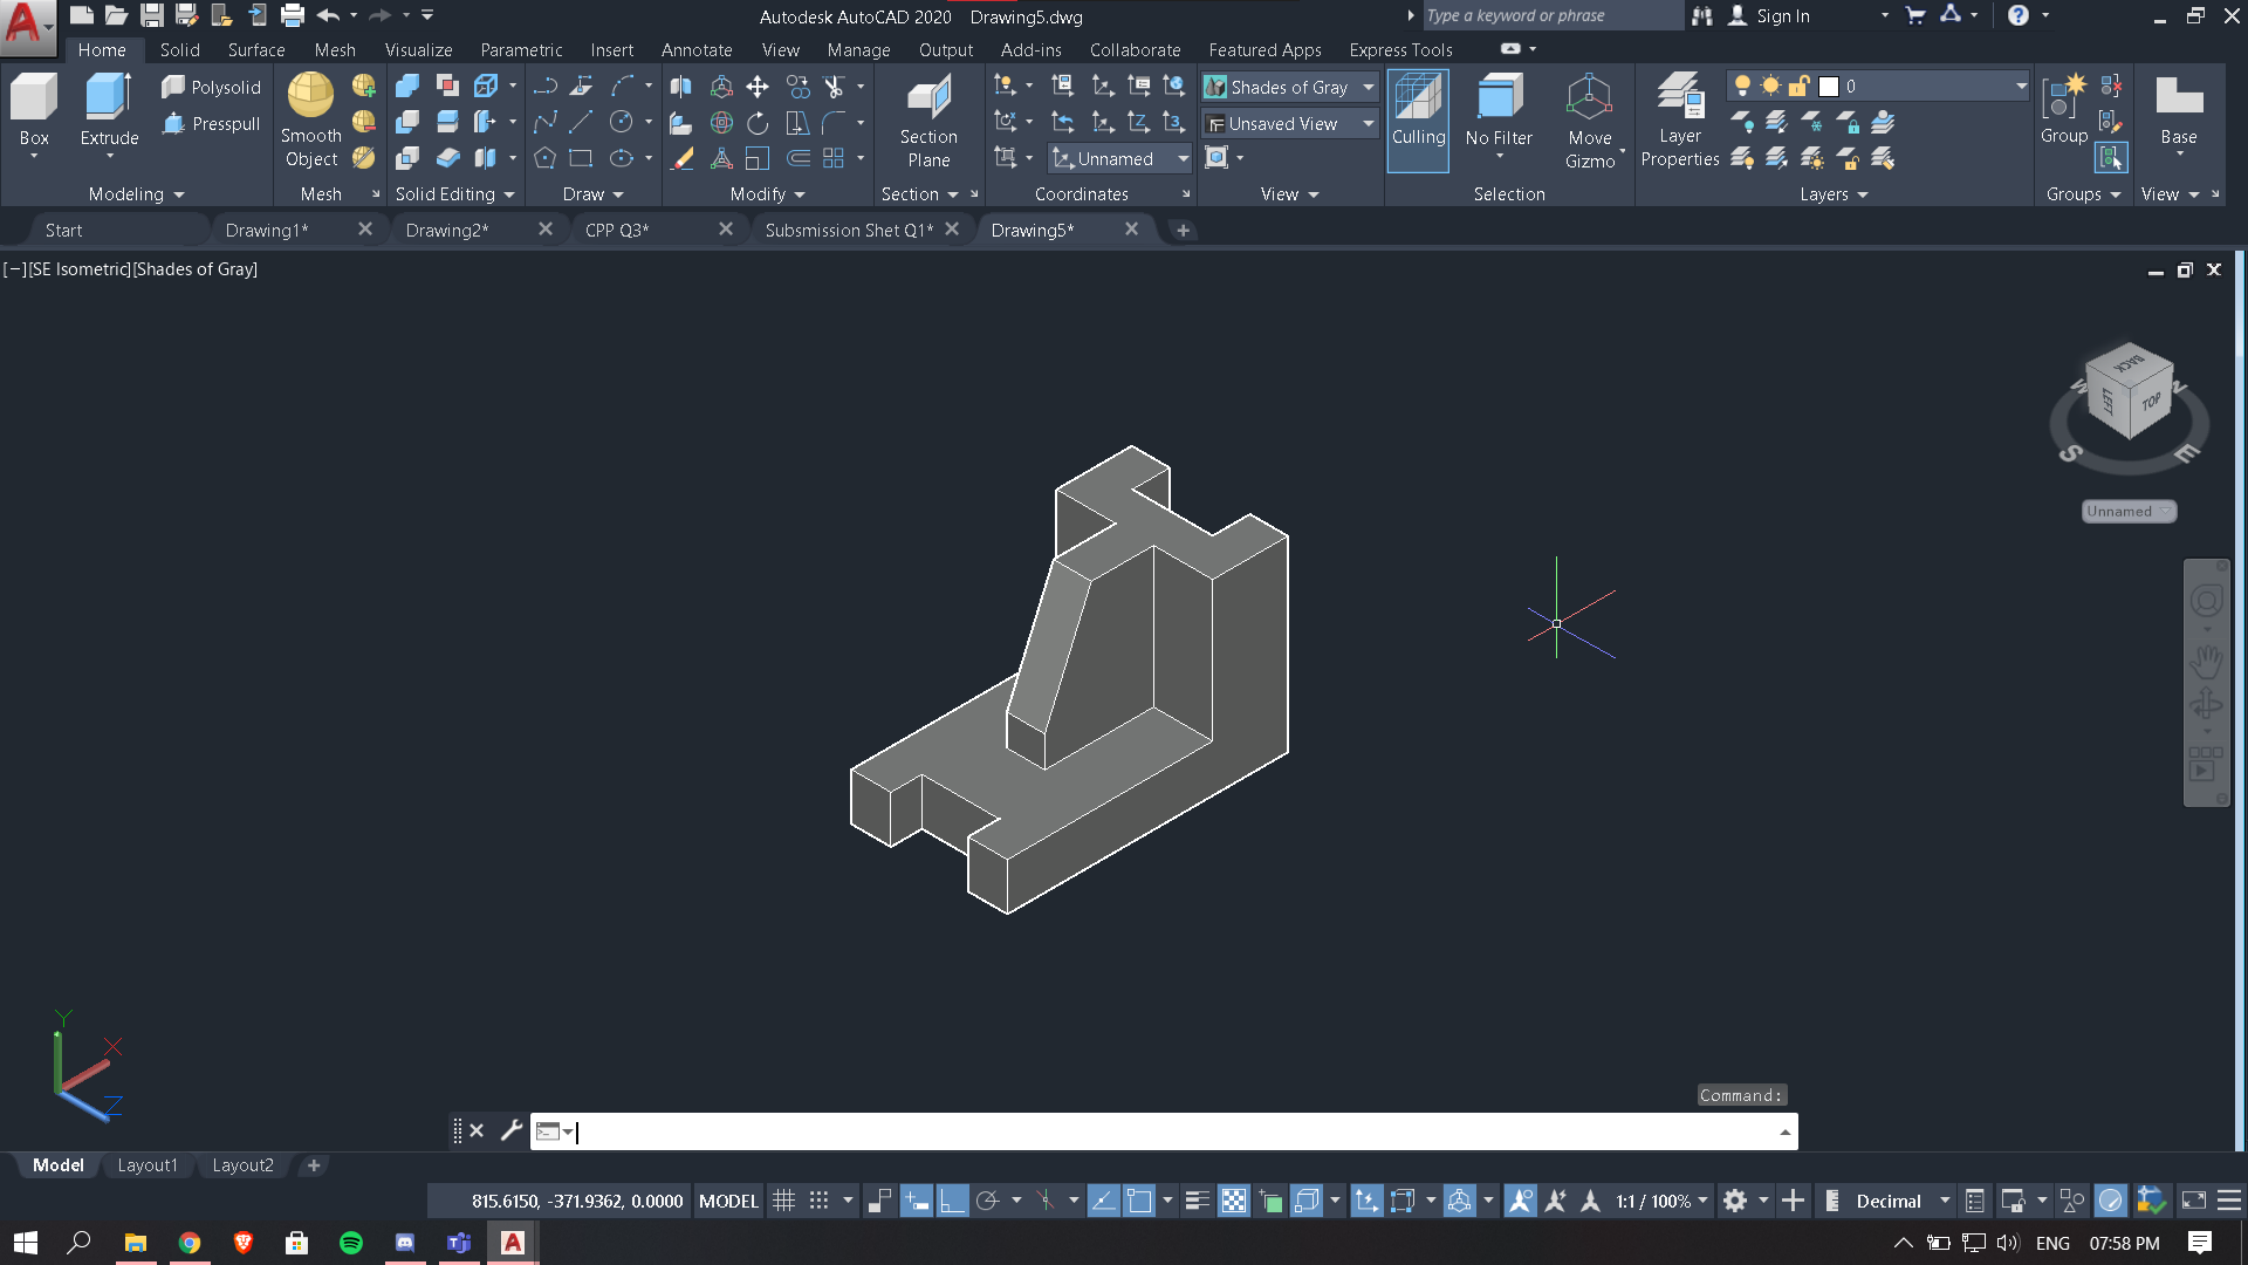 Autodesk AutoCAD 2020 Drawing5.dwg Type a keyword or phrase Sign In
Home Solid Surface Mesh Visualize Parametric Insert Annotate View Manage Output Add-ins Collaborate Featured Apps Express Tools
Box
Extrude
Polysolid
Presspull
Smooth
Object
Section
Plane
Unnamed
Shades of Gray
Unsaved View
Culling
No Filter
Move
Gizmo
Layer
Properties
0
Group
Base
Modeling Mesh Solid Editing Draw Modify Section Coordinates View Selection Layers Groups View
Start Drawing1* Drawing2* CPP Q3* Subsmission Shet Q1* Drawing5*
[−][SE Isometric][Shades of Gray]
BACK
LEFT TOP
W N
S E
Unnamed
Y
X
Z
Command:
Model Layout1 Layout2
815.6150, -371.9362, 0.0000 MODEL 1:1 / 100% Decimal
ENG 07:58 PM